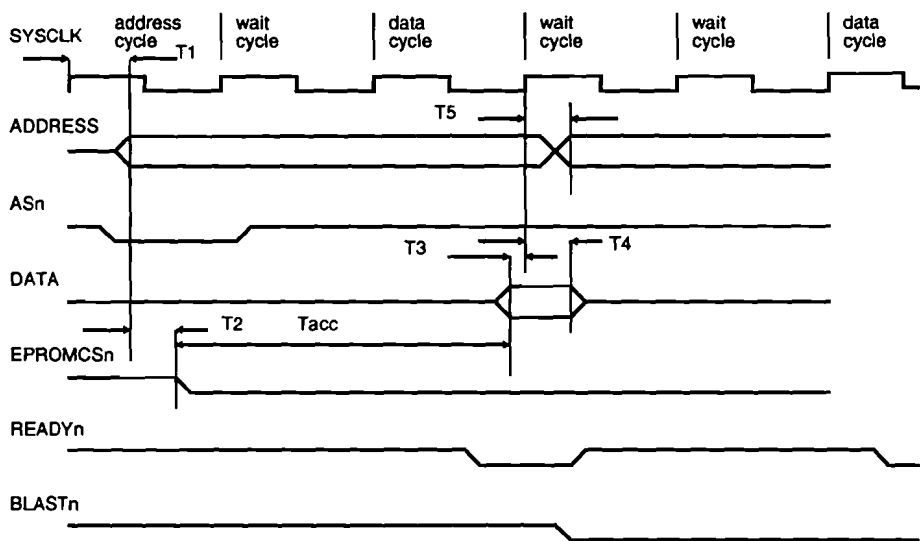 address cycle
wait cycle
data cycle
wait cycle
wait cycle
data cycle
SYSCLK
T1
ADDRESS
T5
ASn
T3
T4
DATA
T2
Tacc
EPROMCSn
READYn
BLASTn